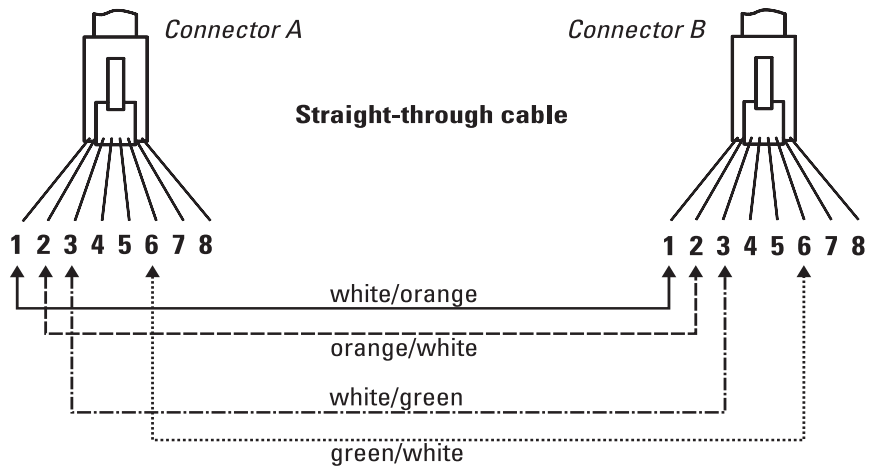 Connector A
Connector B
Straight-through cable
1 2 3 4 5 6 7 8
1 2 3 4 5 6 7 8
white/orange
orange/white
white/green
green/white